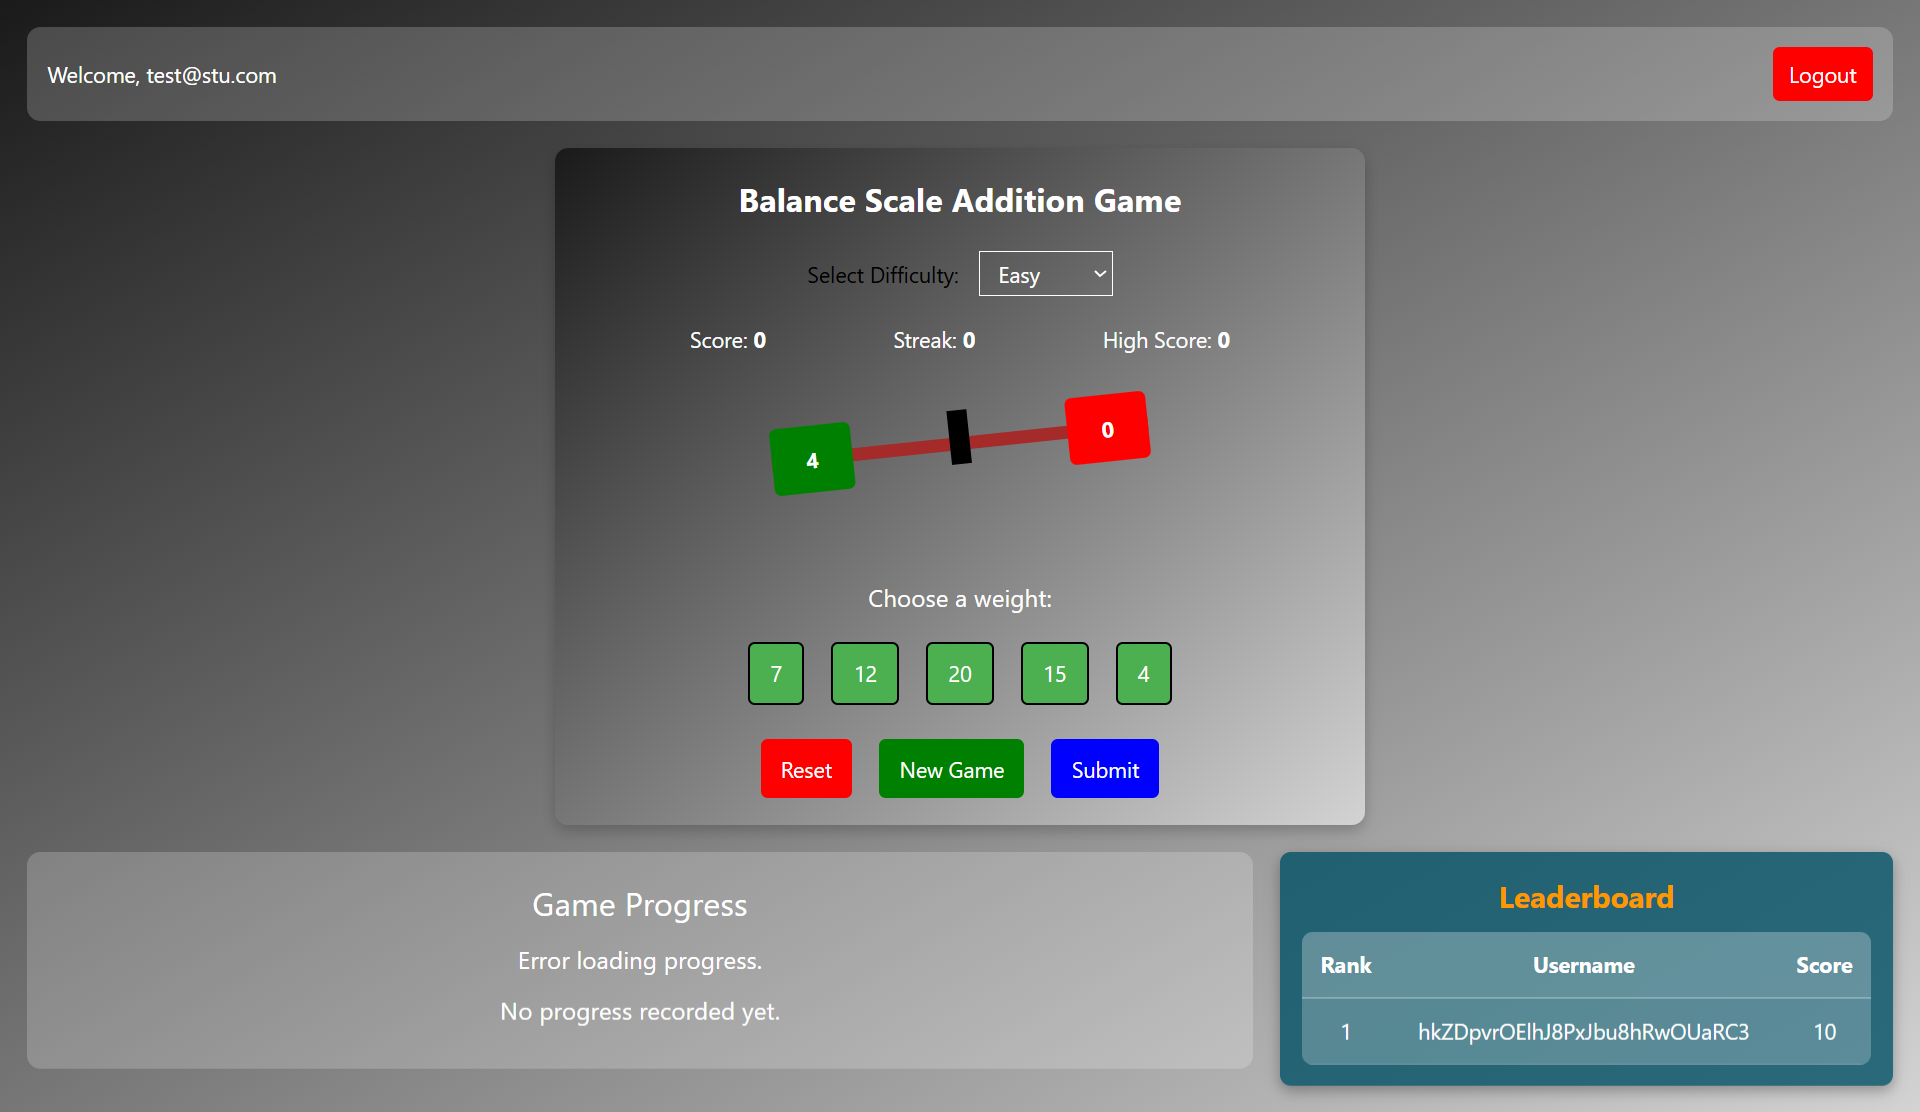 Welcome, test@stu.com
Logout
Balance Scale Addition Game
Select Difficulty: Easy
Score: 0 Streak: 0 High Score: 0
4 0
Choose a weight:
7 12 20 15 4
Reset New Game Submit
Game Progress
Error loading progress.
No progress recorded yet.
Leaderboard
Rank Username Score
1 hkZDpvrOElhJ8PxJbu8hRwOUaRC3 10